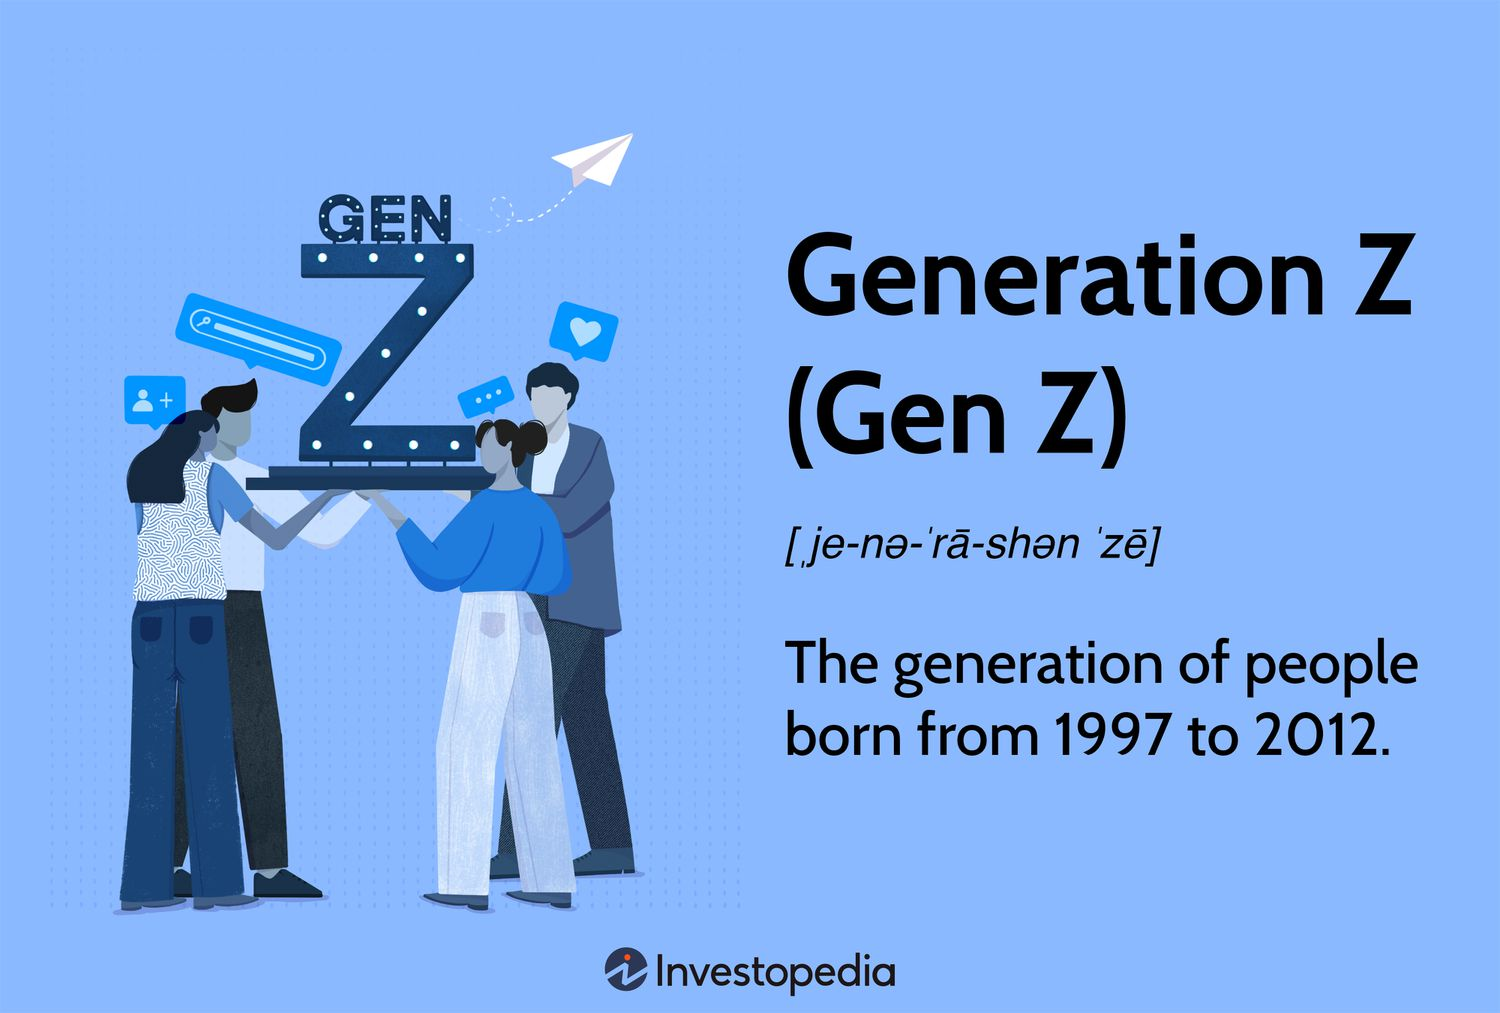 GEN
Z
Generation Z
(Gen Z)
[ˌje-nə-ˈrā-shən ˈzē]
The generation of people
born from 1997 to 2012.
Investopedia